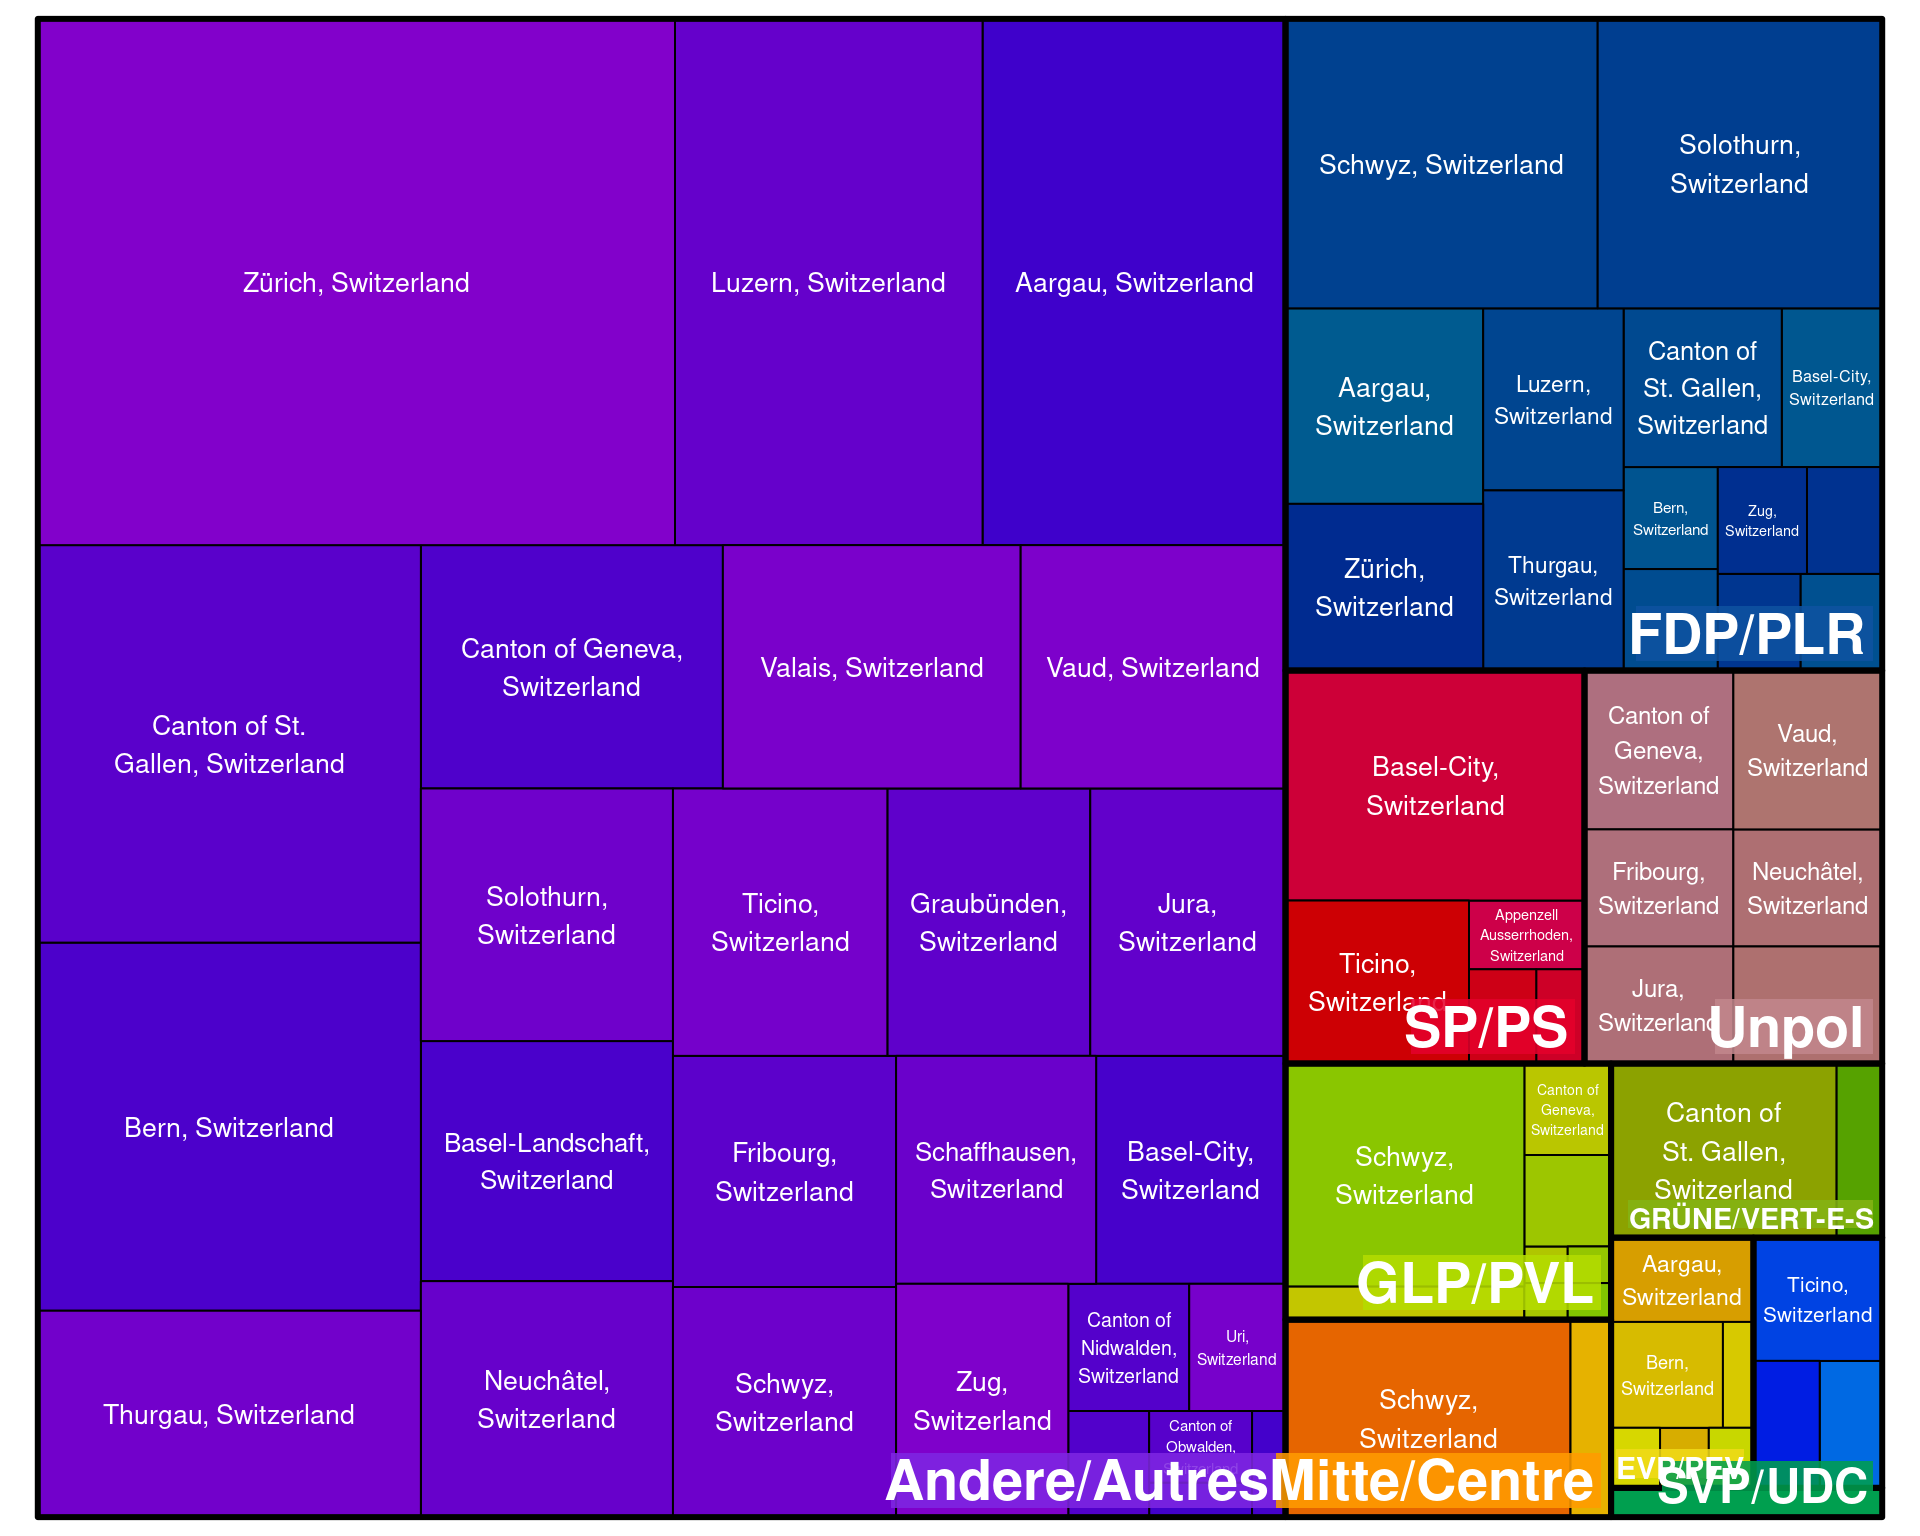 Zürich, Switzerland
Luzern, Switzerland
Aargau, Switzerland
Canton of St.
Gallen, Switzerland
Canton of Geneva,
Switzerland
Valais, Switzerland
Vaud, Switzerland
Bern, Switzerland
Solothurn,
Switzerland
Ticino,
Switzerland
Graubünden,
Switzerland
Jura,
Switzerland
Basel-Landschaft,
Switzerland
Fribourg,
Switzerland
Schaffhausen,
Switzerland
Basel-City,
Switzerland
Thurgau, Switzerland
Neuchâtel,
Switzerland
Schwyz,
Switzerland
Zug,
Switzerland
Canton of
Nidwalden,
Switzerland
Uri,
Switzerland
Canton of
Obwalden,
Switzerland
Andere/Autres
Schwyz, Switzerland
Solothurn,
Switzerland
Aargau,
Switzerland
Luzern,
Switzerland
Canton of
St. Gallen,
Switzerland
Basel-City,
Switzerland
Zürich,
Switzerland
Thurgau,
Switzerland
Bern,
Switzerland
Zug,
Switzerland
FDP/PLR
Basel-City,
Switzerland
Ticino,
Switzerland
Appenzell
Ausserrhoden,
Switzerland
SP/PS
Canton of
Geneva,
Switzerland
Vaud,
Switzerland
Fribourg,
Switzerland
Neuchâtel,
Switzerland
Jura,
Switzerland
Unpol
Schwyz,
Switzerland
Canton of
Geneva,
Switzerland
GLP/PVL
Canton of
St. Gallen,
Switzerland
GRÜNE/VERT-E-S
Schwyz,
Switzerland
Mitte/Centre
Aargau,
Switzerland
Bern,
Switzerland
EVP/PEV
Ticino,
Switzerland
SVP/UDC